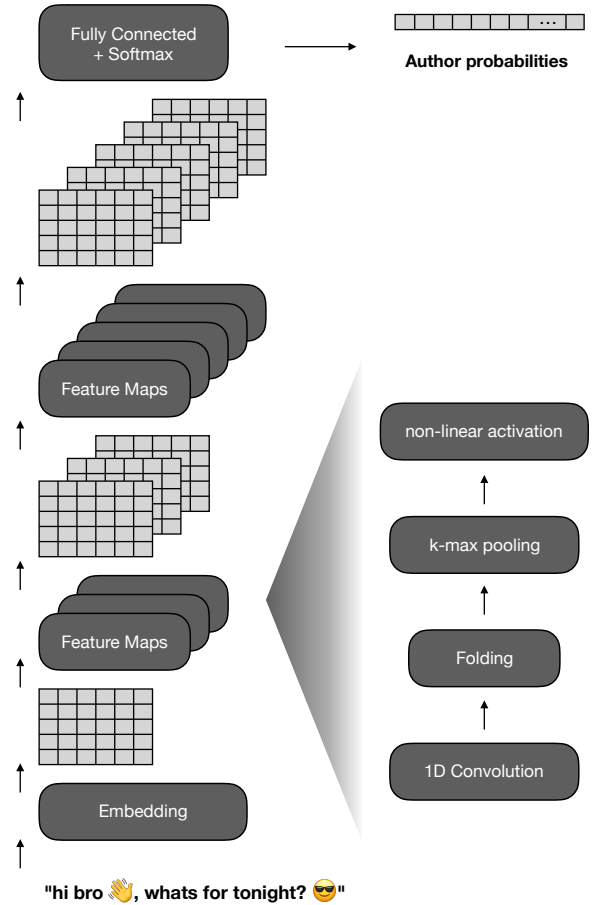 Fully Connected
+ Softmax
...
Author probabilities
Feature Maps
non-linear activation
k-max pooling
Feature Maps
Folding
1D Convolution
Embedding
"hi bro 👋, whats for tonight? 😎"